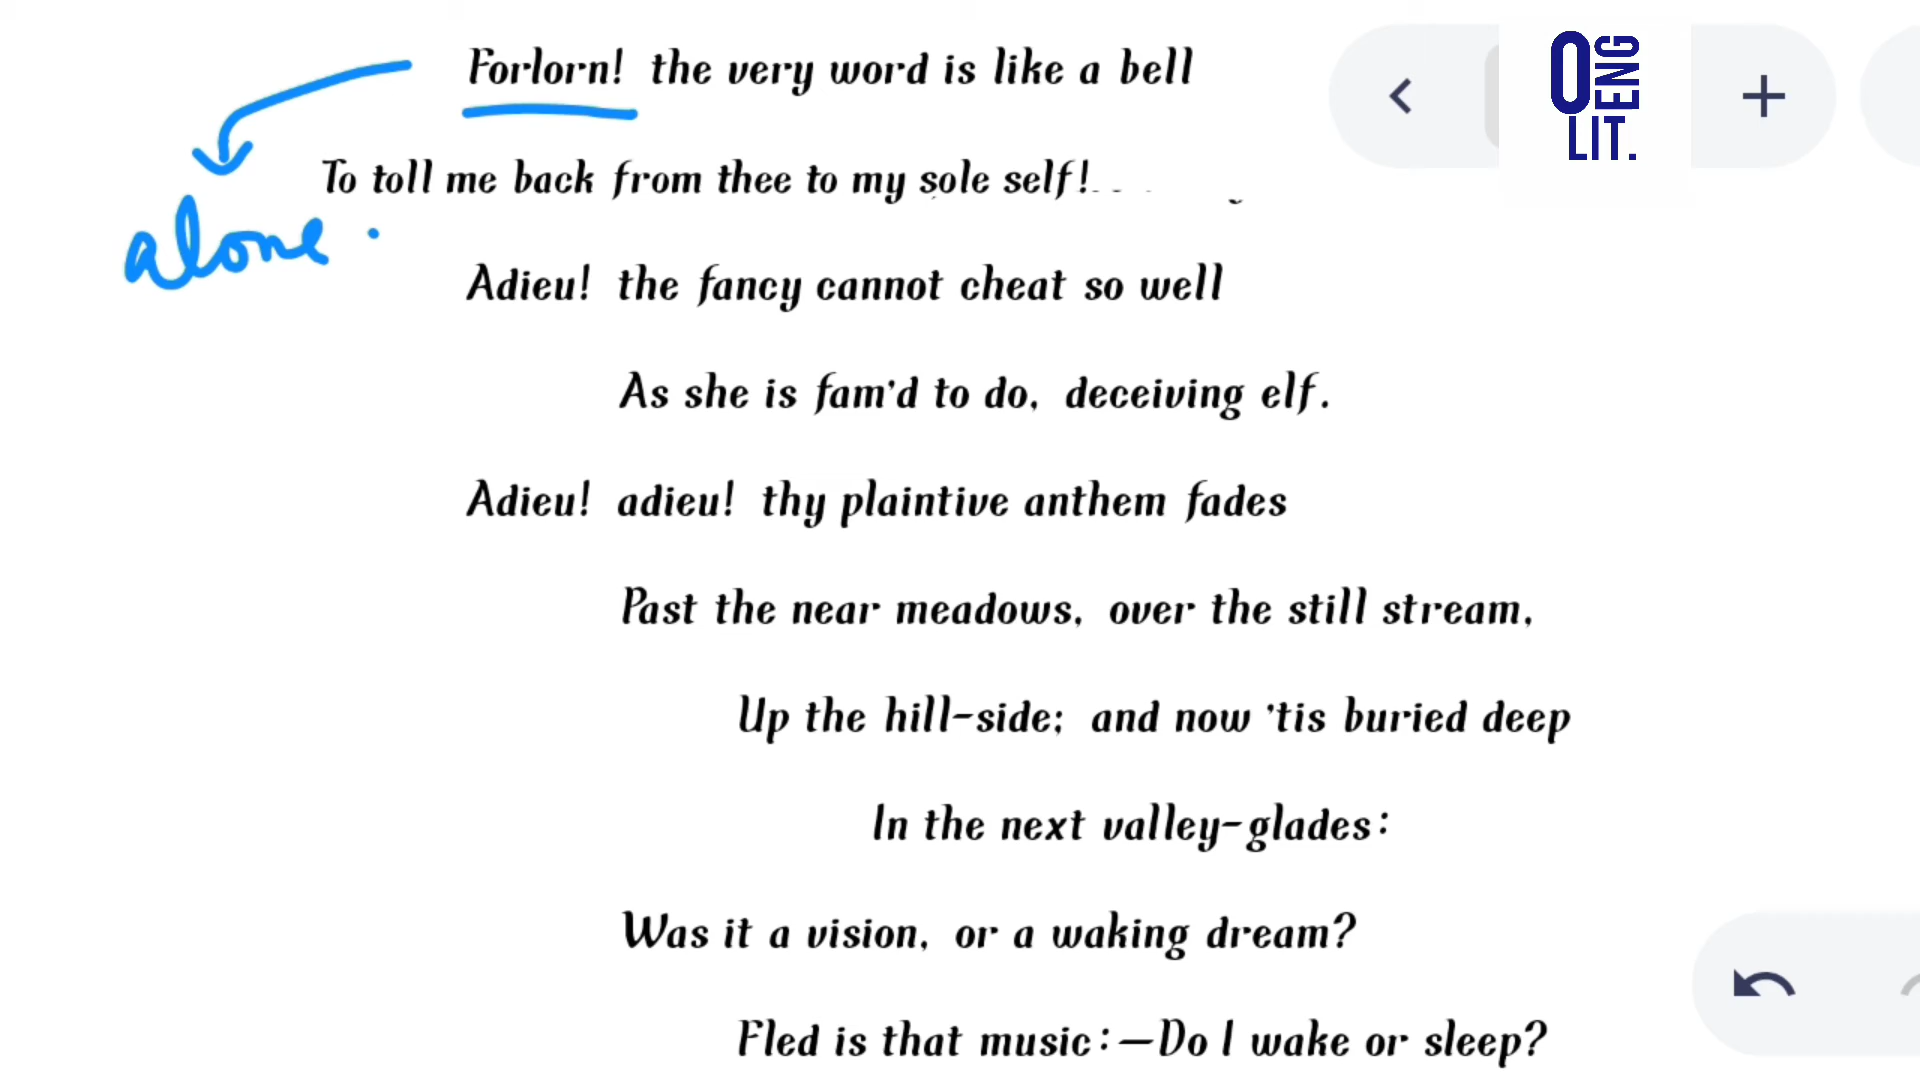 Forlorn! the very word is like a bell
To toll me back from thee to my sole self!
alone.
Adieu! the fancy cannot cheat so well
As she is fam'd to do, deceiving elf.
Adieu! adieu! thy plaintive anthem fades
Past the near meadows, over the still stream,
Up the hill-side; and now 'tis buried deep
In the next valley-glades:
Was it a vision, or a waking dream?
Fled is that music:—Do I wake or sleep?
O ENG
LIT.